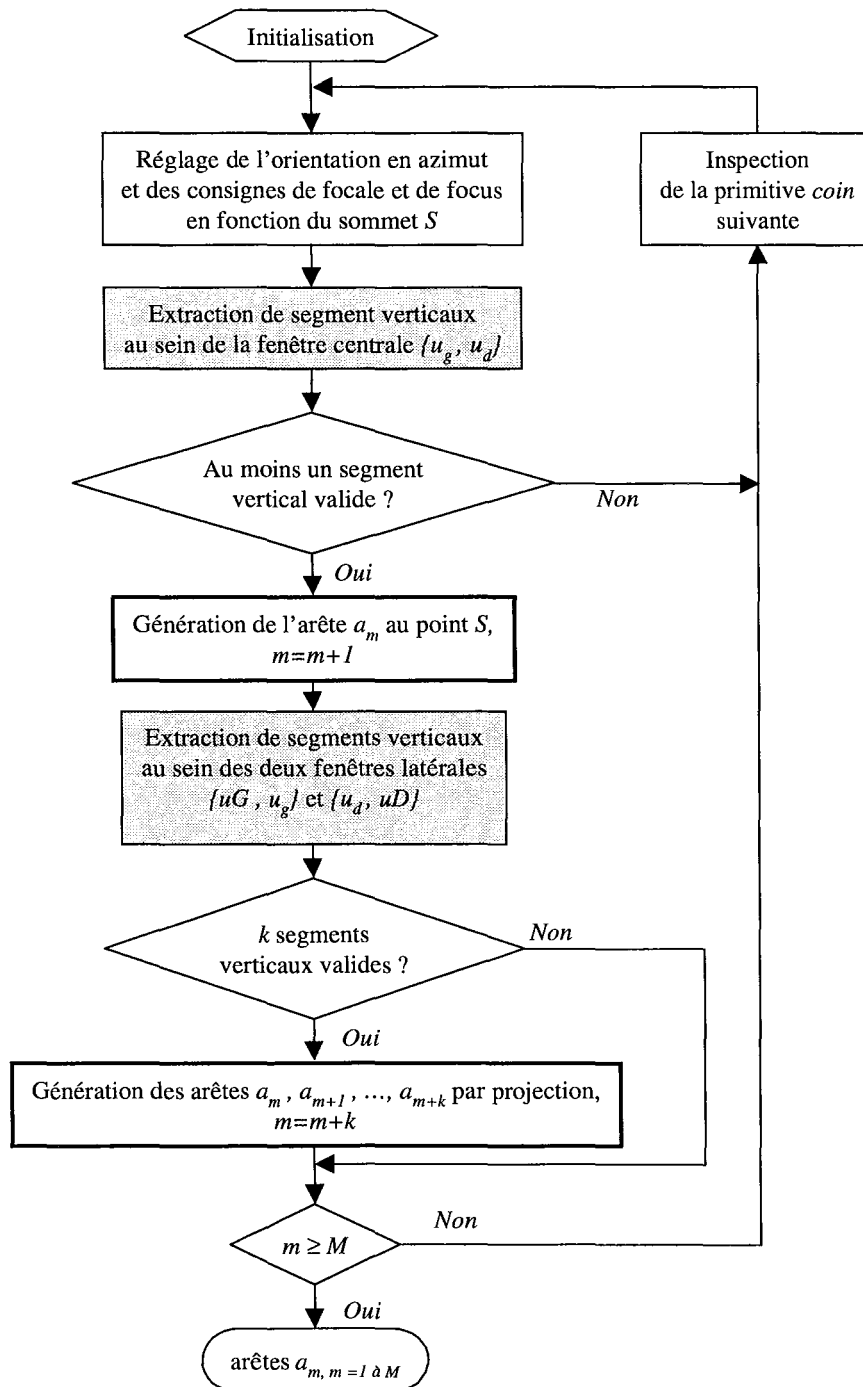 Initialisation
Réglage de l'orientation en azimut
et des consignes de focale et de focus
en fonction du sommet S
Inspection
de la primitive coin
suivante
Extraction de segment verticaux
au sein de la fenêtre centrale {u_g, u_d}
Au moins un segment
vertical valide ?
Non
Oui
Génération de l'arête a_m au point S,
m=m+1
Extraction de segments verticaux
au sein des deux fenêtres latérales
{uG , u_g} et {u_d, uD}
k segments
verticaux valides ?
Non
Oui
Génération des arêtes a_m , a_{m+1} , ..., a_{m+k} par projection,
m=m+k
m ≥ M
Non
Oui
arêtes a_{m, m =1 à M}